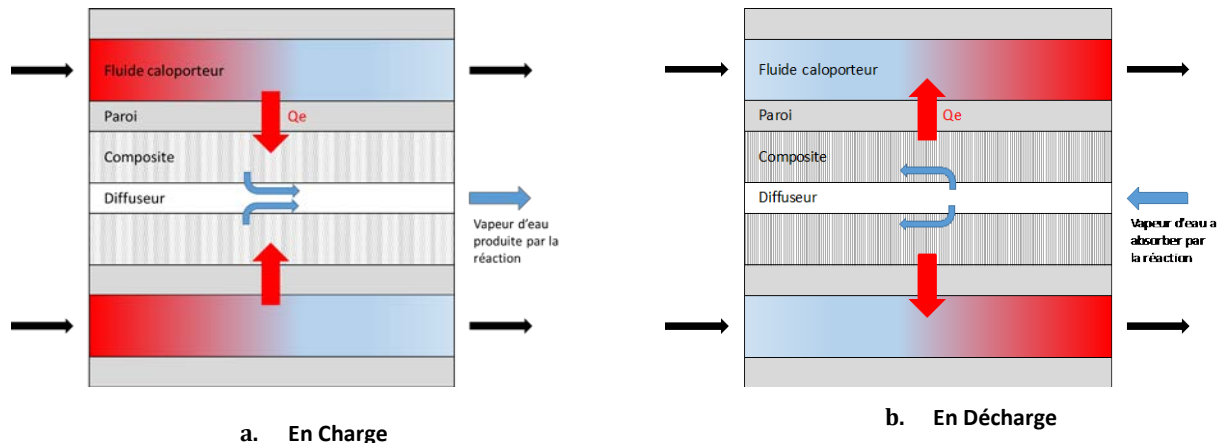 Fluide caloporteur
Paroi
Qe
Composite
Diffuseur
Vapeur d'eau
produite par la
réaction
a. En Charge
Fluide caloporteur
Paroi
Qe
Composite
Diffuseur
Vapeur d'eau a
absorber par
la réaction
b. En Décharge